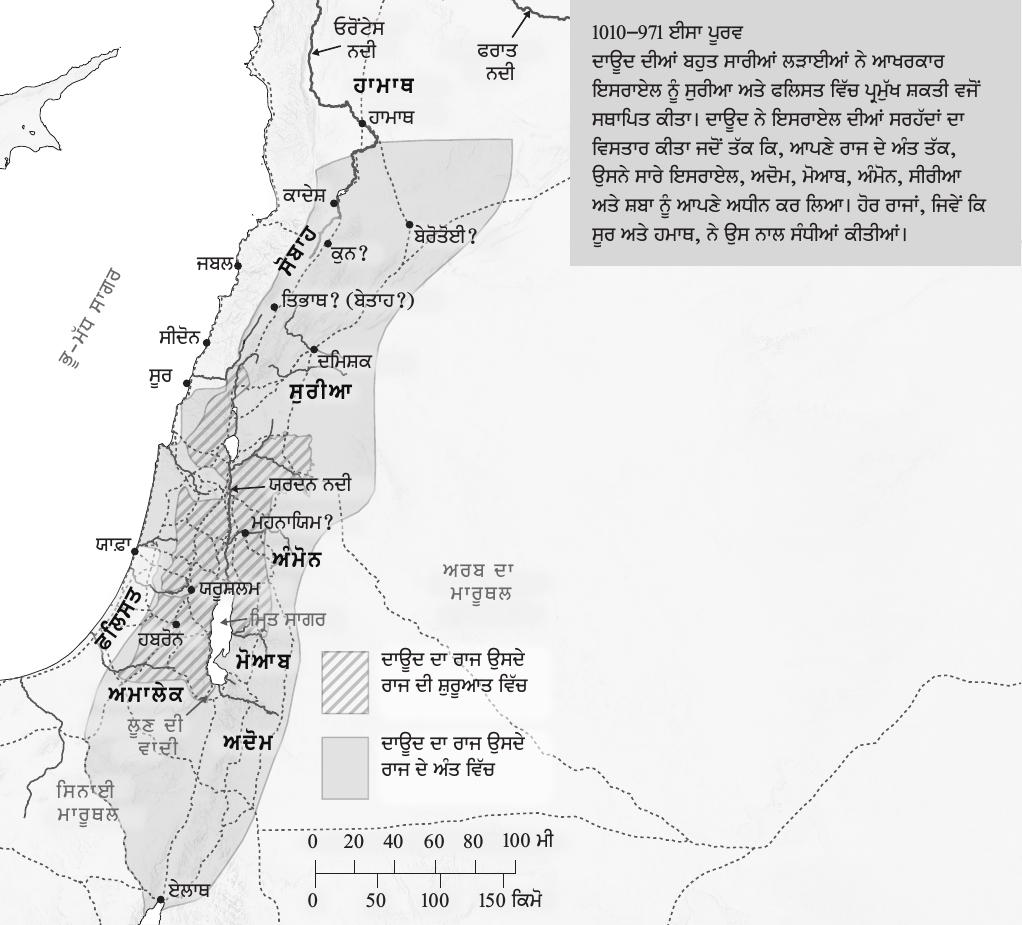 1010–971 ਈਸਾ ਪੂਰਵ
ਦਾਊਦ ਦੀਆਂ ਬਹੁਤ ਸਾਰੀਆਂ ਲੜਾਈਆਂ ਨੇ ਆਖਰਕਾਰ
ਇਸਰਾਏਲ ਨੂੰ ਸੁਰੀਆ ਅਤੇ ਫਲਿਸਤ ਵਿੱਚ ਪ੍ਰਮੁੱਖ ਸ਼ਕਤੀ ਵਜੋਂ
ਸਥਾਪਿਤ ਕੀਤਾ। ਦਾਊਦ ਨੇ ਇਸਰਾਏਲ ਦੀਆਂ ਸਰਹੱਦਾਂ ਦਾ
ਵਿਸਤਾਰ ਕੀਤਾ ਜਦੋਂ ਤੱਕ ਕਿ, ਆਪਣੇ ਰਾਜ ਦੇ ਅੰਤ ਤੱਕ,
ਉਸਨੇ ਸਾਰੇ ਇਸਰਾਏਲ, ਅਦੋਮ, ਮੋਆਬ, ਅੰਮੋਨ, ਸੀਰੀਆ
ਅਤੇ ਸ਼ਬਾ ਨੂੰ ਆਪਣੇ ਅਧੀਨ ਕਰ ਲਿਆ। ਹੋਰ ਰਾਜਾਂ, ਜਿਵੇਂ ਕਿ
ਸੂਰ ਅਤੇ ਹਮਾਥ, ਨੇ ਉਸ ਨਾਲ ਸੰਧੀਆਂ ਕੀਤੀਆਂ।
ਓਰੋਂਟੇਸ
ਨਦੀ
ਫਰਾਤ
ਨਦੀ
ਹਾਮਾਥ
ਹਾਮਾਥ
ਕਾਦੇਸ਼
ਬੇਰੋਤੋਈ?
ਸੋਬਾਹ
ਕੁਨ?
ਜਬਲ
ਤਿਭਾਥ? (ਬੇਤਾਹ?)
ਭੂ-ਮੱਧ ਸਾਗਰ
ਸੀਦੋਨ
ਦਮਿਸ਼ਕ
ਸੂਰ
ਸੁਰੀਆ
ਯਰਦਨ ਨਦੀ
ਮਹਨਾਯਿਮ?
ਯਾਫ਼ਾ
ਅੰਮੋਨ
ਅਰਬ ਦਾ
ਮਾਰੂਥਲ
ਯਰੂਸ਼ਲਮ
ਫਲਿਸਤ
ਮ੍ਰਿਤ ਸਾਗਰ
ਹਬਰੋਨ
ਮੋਆਬ
ਅਮਾਲੇਕ
ਲੂਣ ਦੀ
ਵਾਦੀ
ਅਦੋਮ
ਸਿਨਾਈ
ਮਾਰੂਥਲ
ਏਲਾਥ
ਦਾਊਦ ਦਾ ਰਾਜ ਉਸਦੇ
ਰਾਜ ਦੀ ਸ਼ੁਰੂਆਤ ਵਿੱਚ
ਦਾਊਦ ਦਾ ਰਾਜ ਉਸਦੇ
ਰਾਜ ਦੇ ਅੰਤ ਵਿੱਚ
0 20 40 60 80 100 ਮੀ
0 50 100 150 ਕਿਮੋ